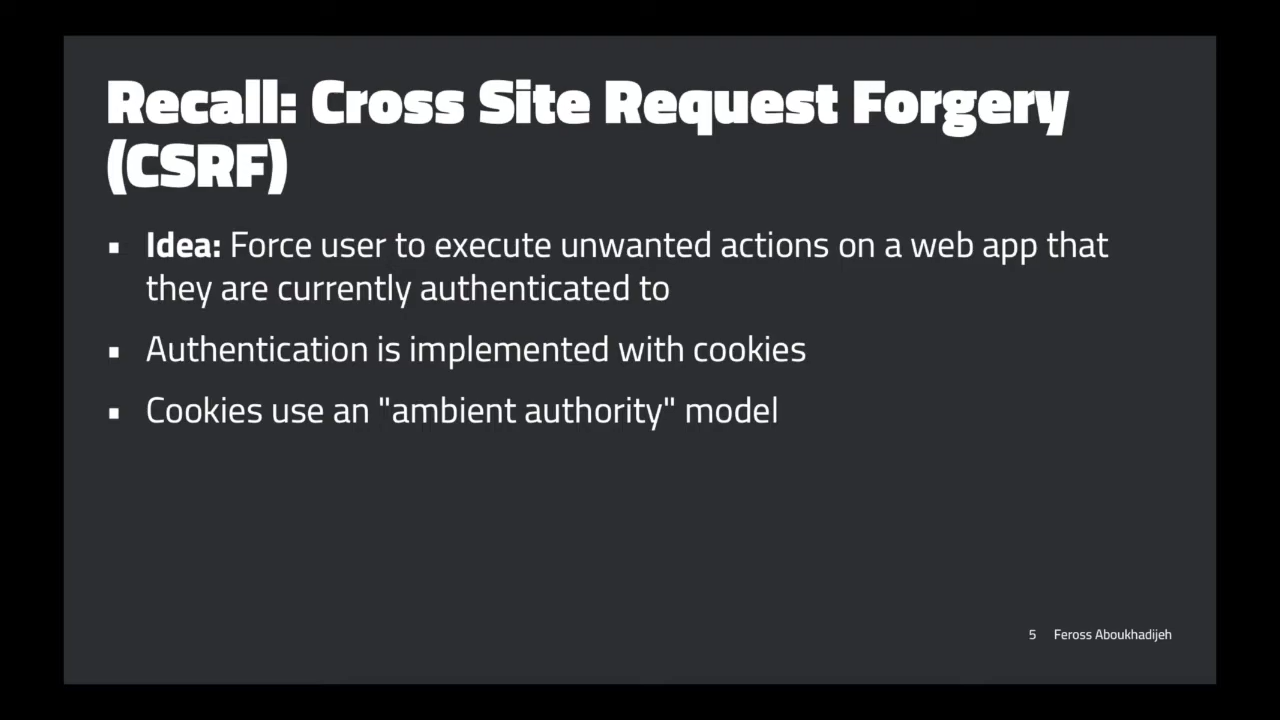 Recall: Cross Site Request Forgery
(CSRF)
▪ Idea: Force user to execute unwanted actions on a web app that
they are currently authenticated to
▪ Authentication is implemented with cookies
▪ Cookies use an "ambient authority" model
5 Feross Aboukhadijeh